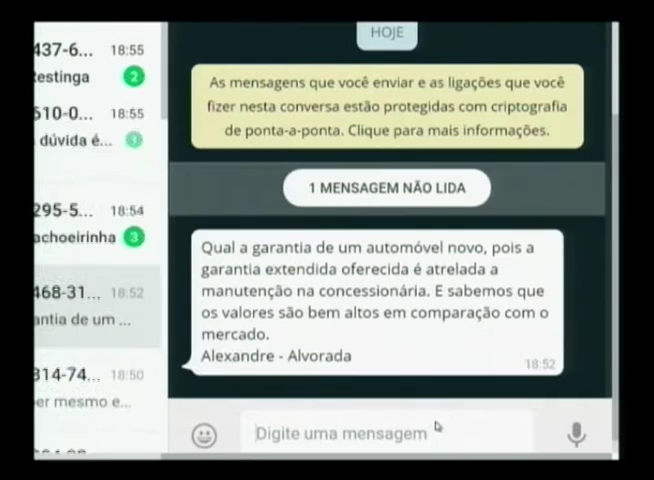 HOJE
As mensagens que você enviar e as ligações que você
fizer nesta conversa estão protegidas com criptografia
de ponta-a-ponta. Clique para mais informações.
1 MENSAGEM NÃO LIDA
Qual a garantia de um automóvel novo, pois a
garantia extendida oferecida é atrelada a
manutenção na concessionária. E sabemos que
os valores são bem altos em comparação com o
mercado.
Alexandre - Alvorada
18:52
Digite uma mensagem
437-6... 18:55
Restinga 2
610-0... 18:55
dúvida é...
295-5... 18:54
achoeirinha 3
468-31... 18:52
antia de um ...
314-74... 18:50
er mesmo e...